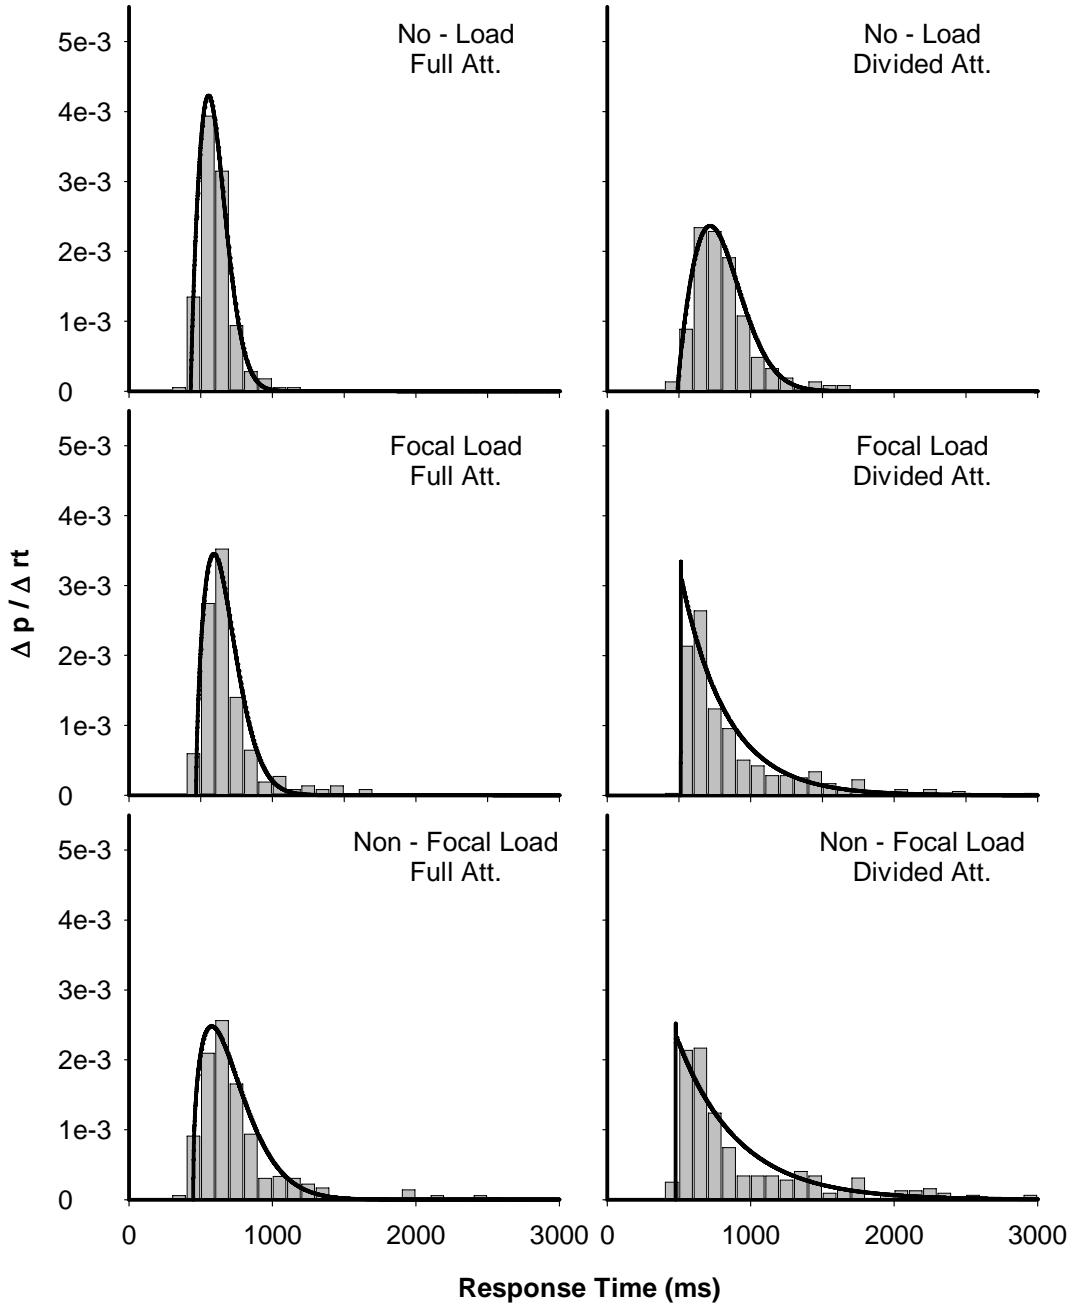 No - Load
Full Att.
No - Load
Divided Att.
5e-3
4e-3
3e-3
2e-3
1e-3
0
Focal Load
Full Att.
Focal Load
Divided Att.
5e-3
4e-3
3e-3
2e-3
1e-3
0
Δ p / Δ rt
Non - Focal Load
Full Att.
Non - Focal Load
Divided Att.
5e-3
4e-3
3e-3
2e-3
1e-3
0
0 1000 2000 3000 0 1000 2000 3000
Response Time (ms)